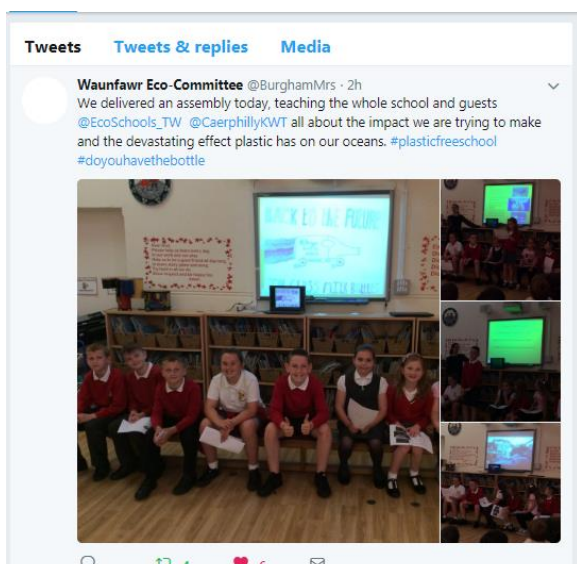 Tweets Tweets & replies Media
Waunfawr Eco-Committee @BurghamMrs · 2h
We delivered an assembly today, teaching the whole school and guests
@EcoSchools_TW @CaerphillyKWT all about the impact we are trying to make
and the devastating effect plastic has on our oceans. #plasticfreeschool
#doyouhavethebottle
BACK TO THE FUTURE